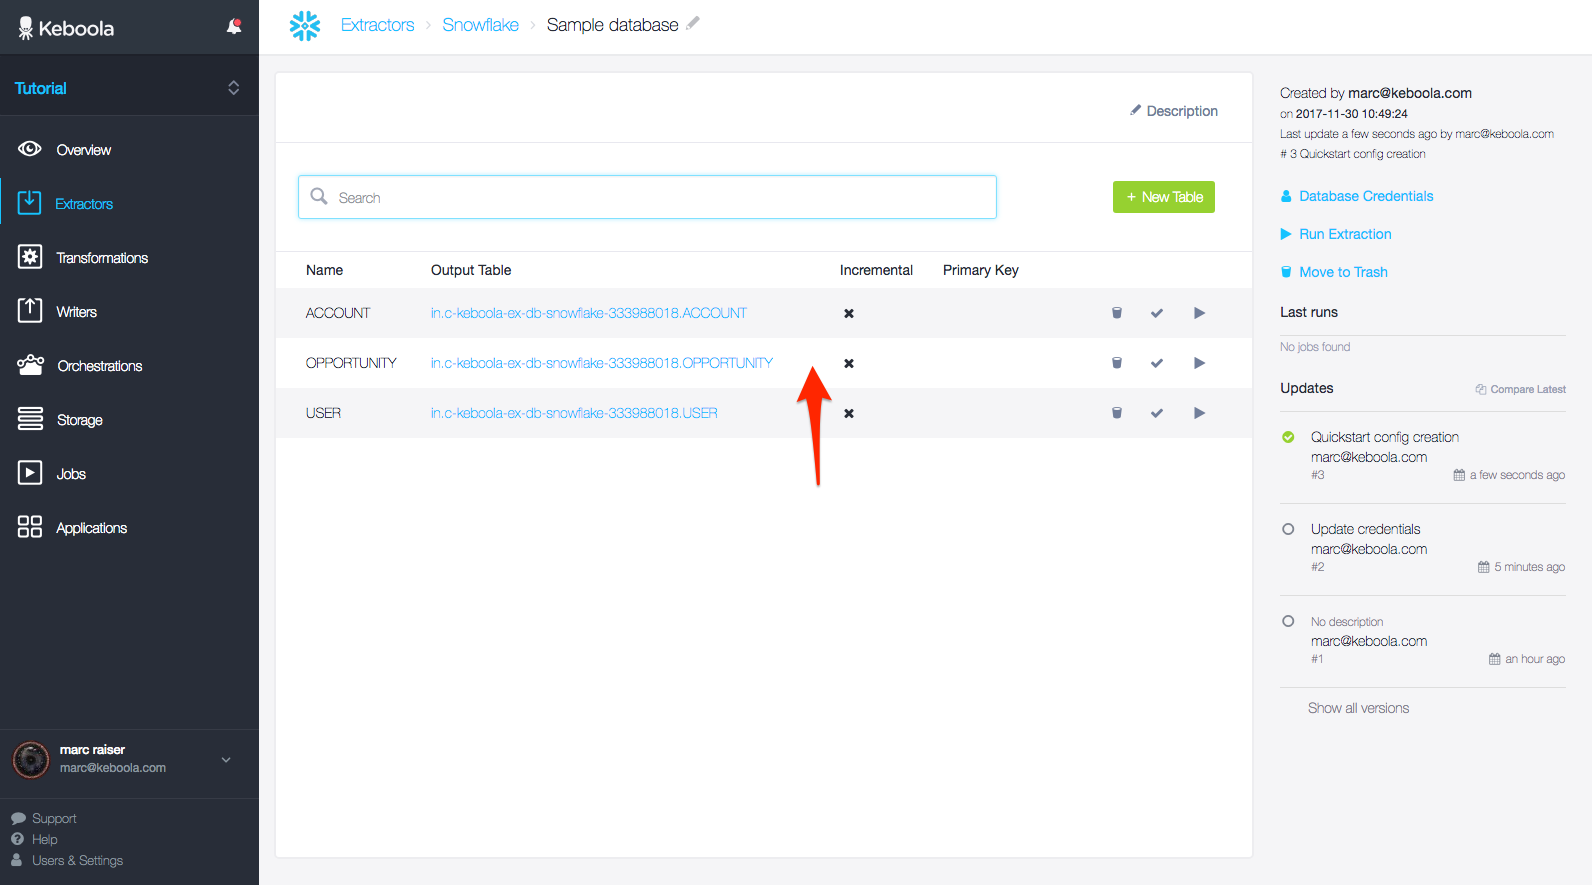 Keboola
Tutorial
Overview
Extractors
Transformations
Writers
Orchestrations
Storage
Jobs
Applications
marc raiser
marc@keboola.com
Support
Help
Users & Settings
Extractors › Snowflake › Sample database
Description
Search
+ New Table
Name Output Table Incremental Primary Key
ACCOUNT in.c-keboola-ex-db-snowflake-333988018.ACCOUNT
OPPORTUNITY in.c-keboola-ex-db-snowflake-333988018.OPPORTUNITY
USER in.c-keboola-ex-db-snowflake-333988018.USER
Created by marc@keboola.com
on 2017-11-30 10:49:24
Last update a few seconds ago by marc@keboola.com
# 3 Quickstart config creation
Database Credentials
Run Extraction
Move to Trash
Last runs
No jobs found
Updates Compare Latest
Quickstart config creation
marc@keboola.com
#3 a few seconds ago
Update credentials
marc@keboola.com
#2 5 minutes ago
No description
marc@keboola.com
#1 an hour ago
Show all versions